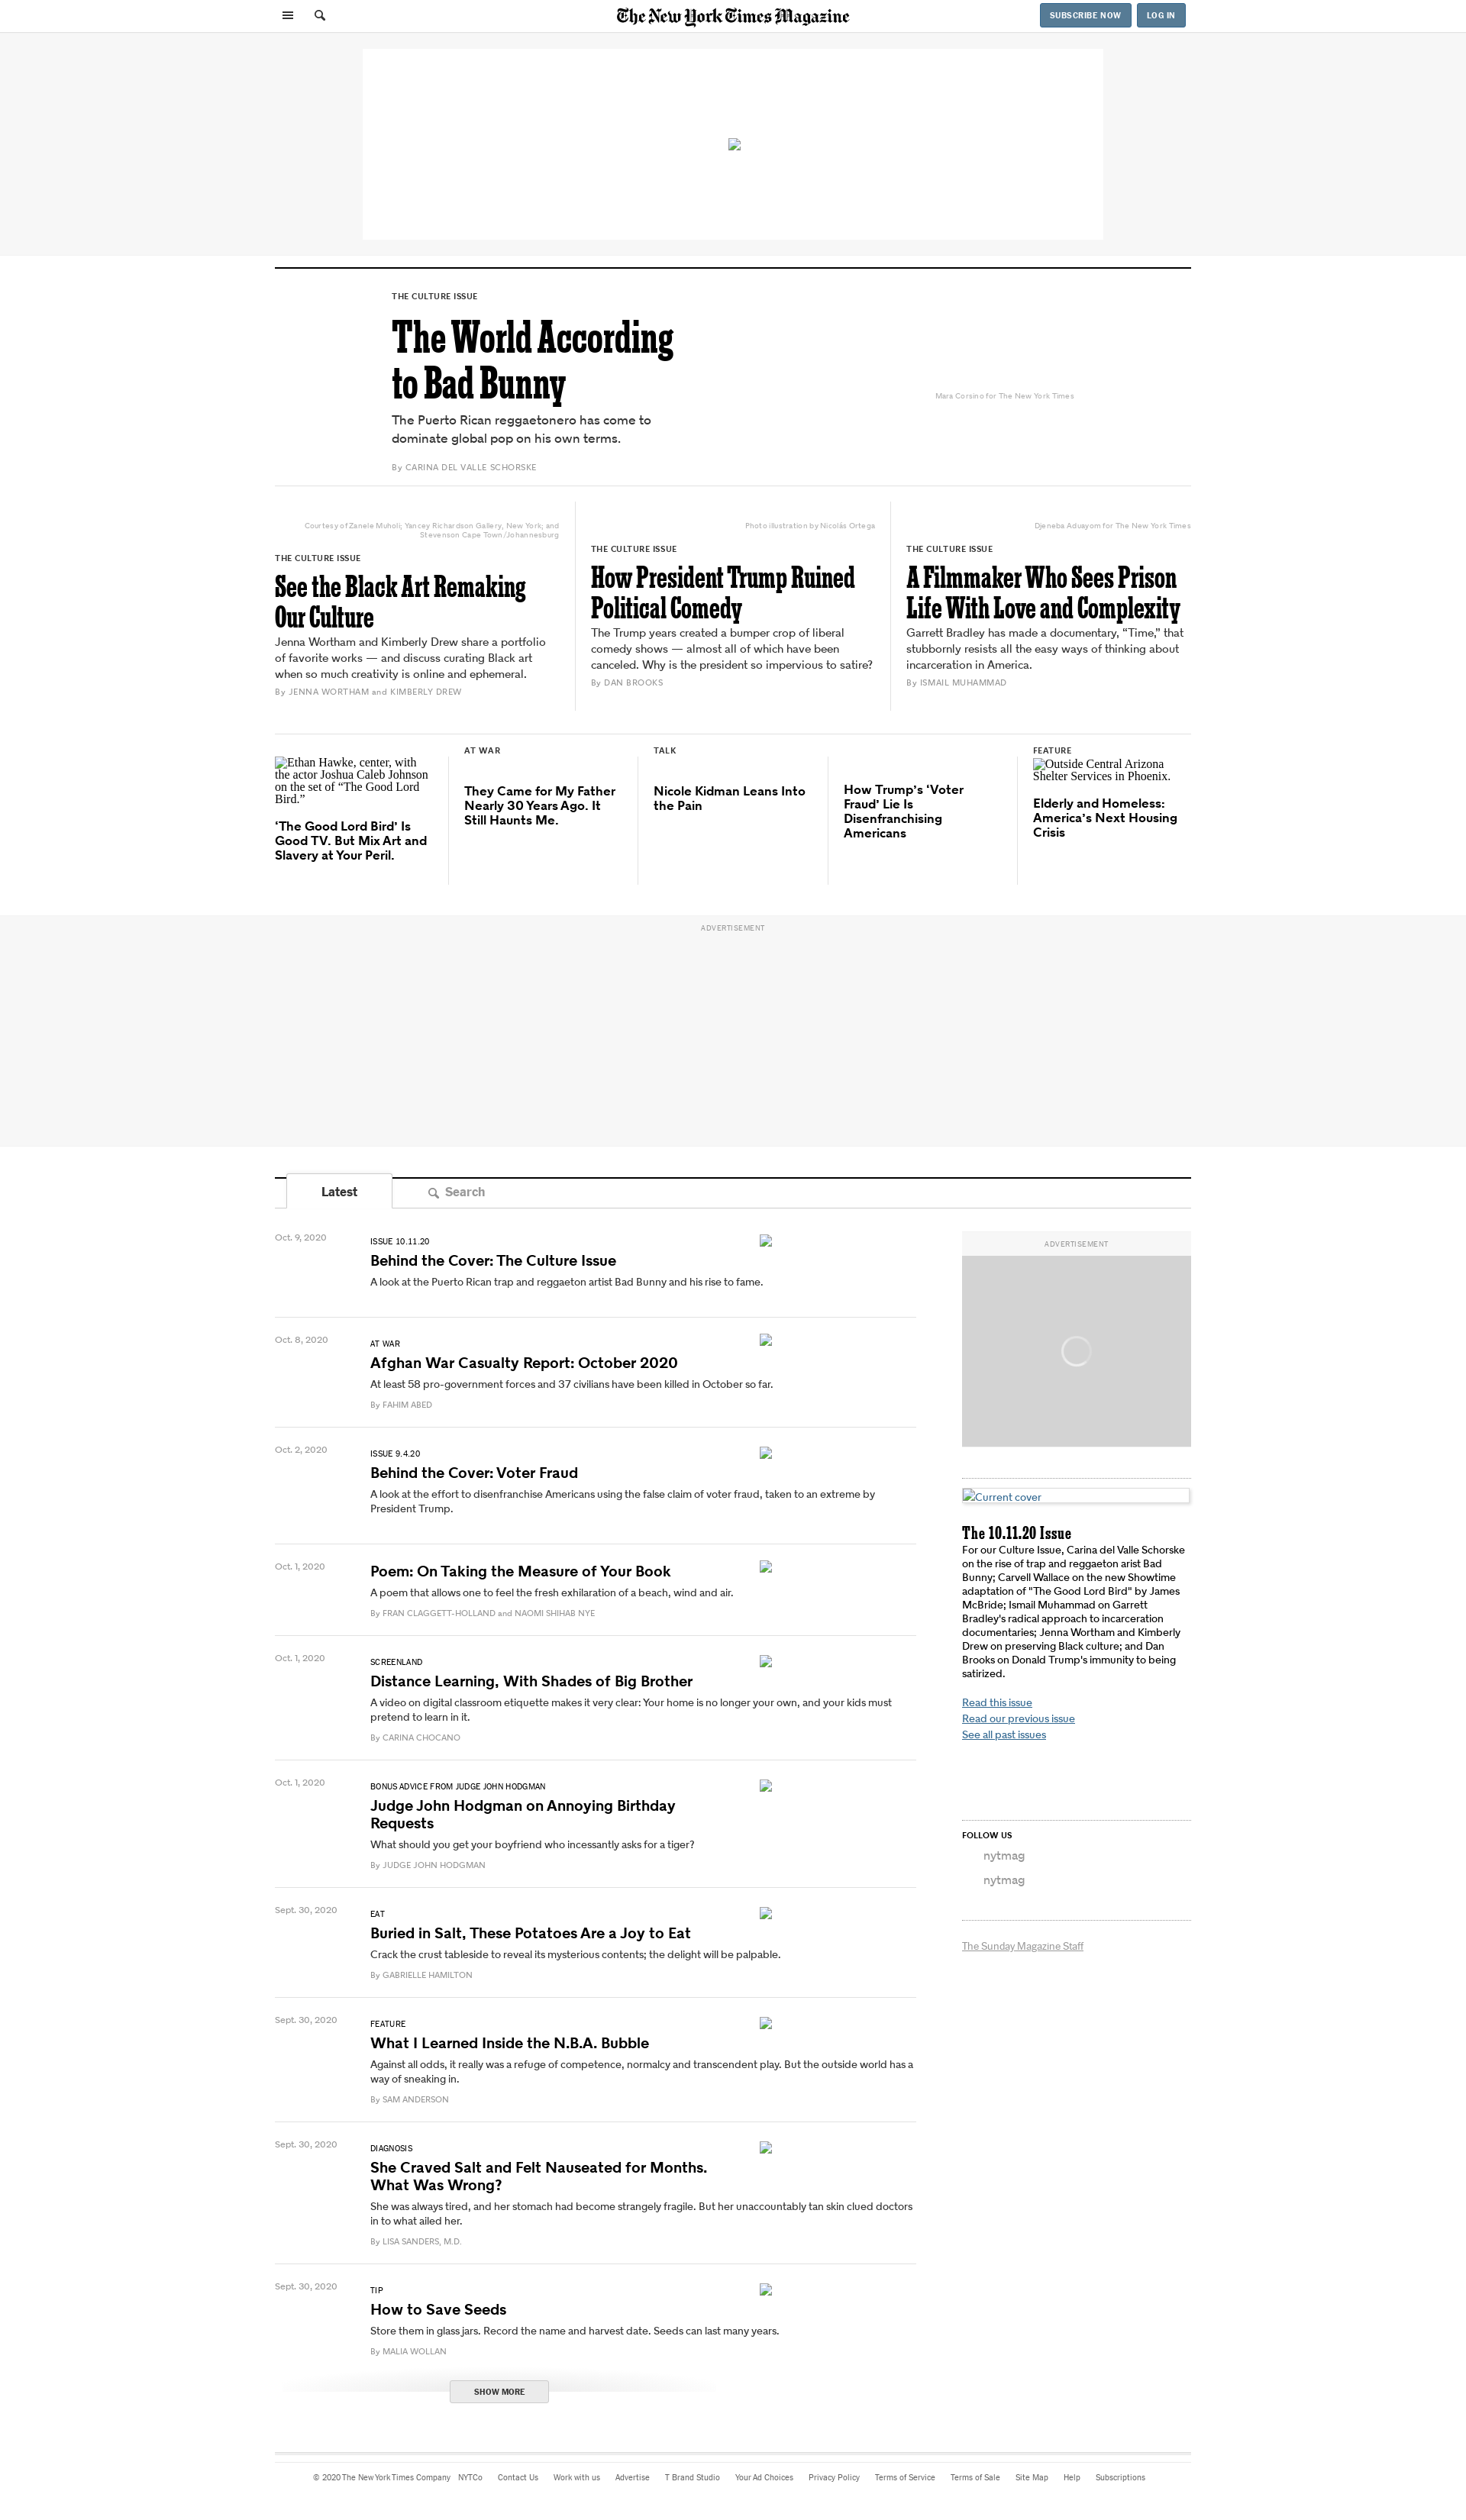 The New York Times Magazine
SUBSCRIBE NOW
LOG IN
THE CULTURE ISSUE
The World According
to Bad Bunny
The Puerto Rican reggaetonero has come to
dominate global pop on his own terms.
By CARINA DEL VALLE SCHORSKE
Mara Corsino for The New York Times
Courtesy of Zanele Muholi; Yancey Richardson Gallery, New York; and
Stevenson Cape Town/Johannesburg
THE CULTURE ISSUE
See the Black Art Remaking
Our Culture
Jenna Wortham and Kimberly Drew share a portfolio
of favorite works — and discuss curating Black art
when so much creativity is online and ephemeral.
By JENNA WORTHAM and KIMBERLY DREW
Photo illustration by Nicolás Ortega
THE CULTURE ISSUE
How President Trump Ruined
Political Comedy
The Trump years created a bumper crop of liberal
comedy shows — almost all of which have been
canceled. Why is the president so impervious to satire?
By DAN BROOKS
Djeneba Aduayom for The New York Times
THE CULTURE ISSUE
A Filmmaker Who Sees Prison
Life With Love and Complexity
Garrett Bradley has made a documentary, “Time,” that
stubbornly resists all the easy ways of thinking about
incarceration in America.
By ISMAIL MUHAMMAD
Ethan Hawke, center, with
the actor Joshua Caleb Johnson
on the set of “The Good Lord
Bird.”
‘The Good Lord Bird’ Is
Good TV. But Mix Art and
Slavery at Your Peril.
AT WAR
They Came for My Father
Nearly 30 Years Ago. It
Still Haunts Me.
TALK
Nicole Kidman Leans Into
the Pain
How Trump’s ‘Voter
Fraud’ Lie Is
Disenfranchising
Americans
FEATURE
Outside Central Arizona
Shelter Services in Phoenix.
Elderly and Homeless:
America’s Next Housing
Crisis
ADVERTISEMENT
Latest
Search
Oct. 9, 2020
ISSUE 10.11.20
Behind the Cover: The Culture Issue
A look at the Puerto Rican trap and reggaeton artist Bad Bunny and his rise to fame.
Oct. 8, 2020
AT WAR
Afghan War Casualty Report: October 2020
At least 58 pro-government forces and 37 civilians have been killed in October so far.
By FAHIM ABED
Oct. 2, 2020
ISSUE 9.4.20
Behind the Cover: Voter Fraud
A look at the effort to disenfranchise Americans using the false claim of voter fraud, taken to an extreme by
President Trump.
Oct. 1, 2020
Poem: On Taking the Measure of Your Book
A poem that allows one to feel the fresh exhilaration of a beach, wind and air.
By FRAN CLAGGETT-HOLLAND and NAOMI SHIHAB NYE
Oct. 1, 2020
SCREENLAND
Distance Learning, With Shades of Big Brother
A video on digital classroom etiquette makes it very clear: Your home is no longer your own, and your kids must
pretend to learn in it.
By CARINA CHOCANO
Oct. 1, 2020
BONUS ADVICE FROM JUDGE JOHN HODGMAN
Judge John Hodgman on Annoying Birthday
Requests
What should you get your boyfriend who incessantly asks for a tiger?
By JUDGE JOHN HODGMAN
Sept. 30, 2020
EAT
Buried in Salt, These Potatoes Are a Joy to Eat
Crack the crust tableside to reveal its mysterious contents; the delight will be palpable.
By GABRIELLE HAMILTON
Sept. 30, 2020
FEATURE
What I Learned Inside the N.B.A. Bubble
Against all odds, it really was a refuge of competence, normalcy and transcendent play. But the outside world has a
way of sneaking in.
By SAM ANDERSON
Sept. 30, 2020
DIAGNOSIS
She Craved Salt and Felt Nauseated for Months.
What Was Wrong?
She was always tired, and her stomach had become strangely fragile. But her unaccountably tan skin clued doctors
in to what ailed her.
By LISA SANDERS, M.D.
Sept. 30, 2020
TIP
How to Save Seeds
Store them in glass jars. Record the name and harvest date. Seeds can last many years.
By MALIA WOLLAN
SHOW MORE
ADVERTISEMENT
Current cover
The 10.11.20 Issue
For our Culture Issue, Carina del Valle Schorske
on the rise of trap and reggaeton arist Bad
Bunny; Carvell Wallace on the new Showtime
adaptation of "The Good Lord Bird" by James
McBride; Ismail Muhammad on Garrett
Bradley's radical approach to incarceration
documentaries; Jenna Wortham and Kimberly
Drew on preserving Black culture; and Dan
Brooks on Donald Trump's immunity to being
satirized.
Read this issue
Read our previous issue
See all past issues
FOLLOW US
nytmag
nytmag
The Sunday Magazine Staff
© 2020 The New York Times Company NYTCo Contact Us Work with us Advertise T Brand Studio Your Ad Choices Privacy Policy Terms of Service Terms of Sale Site Map Help Subscriptions